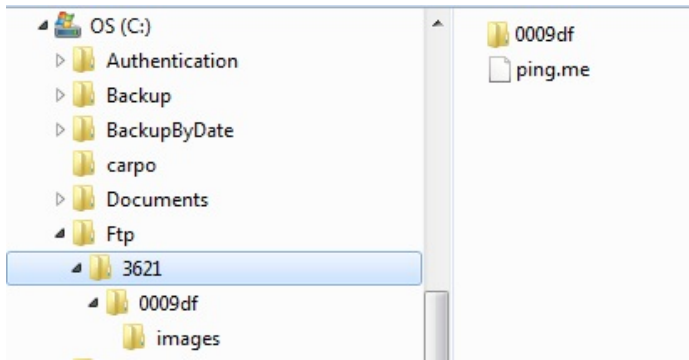 OS (C:)
Authentication
Backup
BackupByDate
carpo
Documents
Ftp
3621
0009df
images
0009df
ping.me